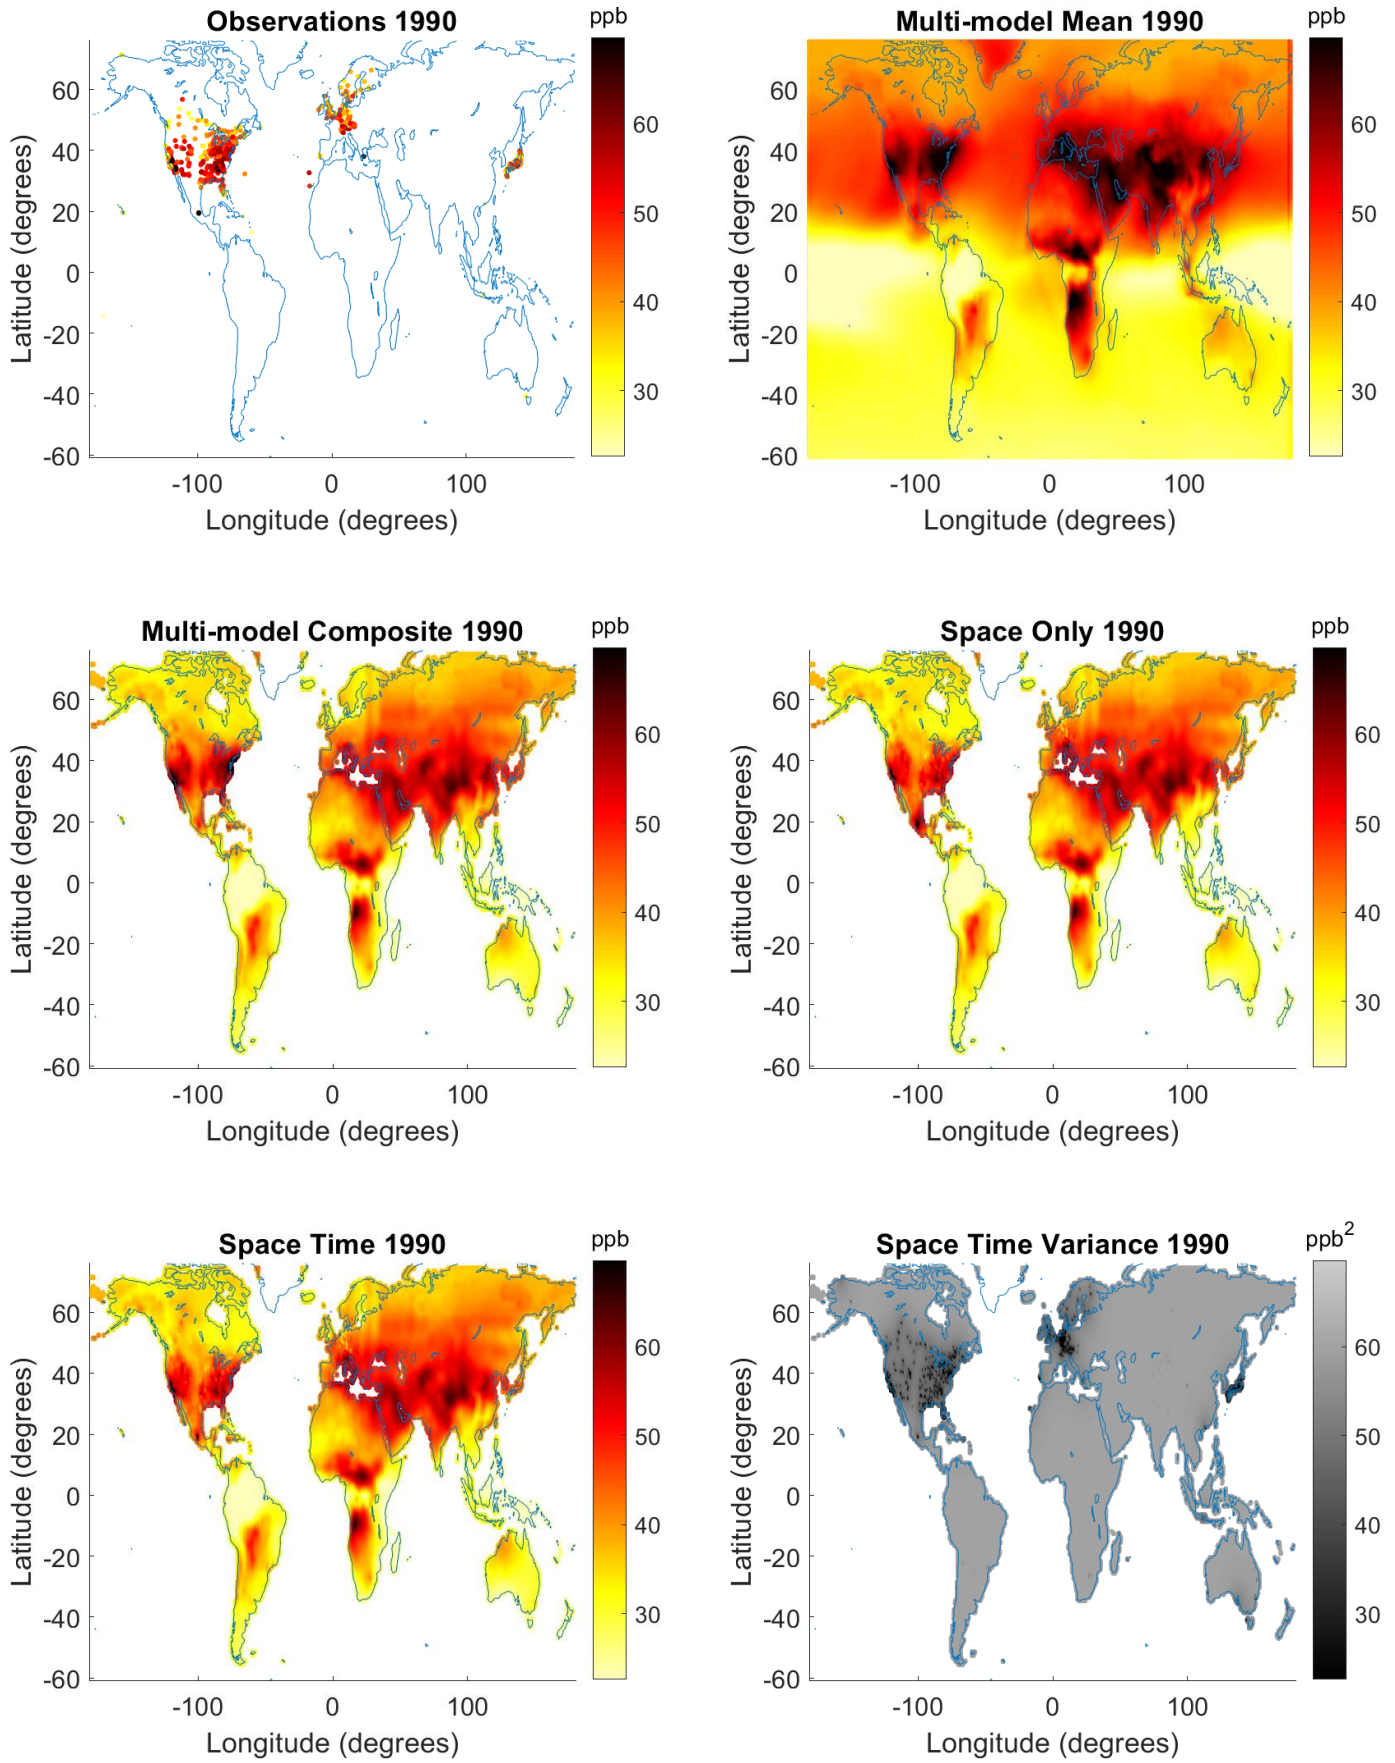 Observations 1990
ppb
60
40
20
0
-20
-40
-60
Latitude (degrees)
-100 0 100
Longitude (degrees)
60
50
40
30
Multi-model Mean 1990
ppb
60
40
20
0
-20
-40
-60
Latitude (degrees)
-100 0 100
Longitude (degrees)
60
50
40
30
Multi-model Composite 1990
ppb
60
40
20
0
-20
-40
-60
Latitude (degrees)
-100 0 100
Longitude (degrees)
60
50
40
30
Space Only 1990
ppb
60
40
20
0
-20
-40
-60
Latitude (degrees)
-100 0 100
Longitude (degrees)
60
50
40
30
Space Time 1990
ppb
60
40
20
0
-20
-40
-60
Latitude (degrees)
-100 0 100
Longitude (degrees)
60
50
40
30
Space Time Variance 1990
ppb²
60
40
20
0
-20
-40
-60
Latitude (degrees)
-100 0 100
Longitude (degrees)
60
50
40
30